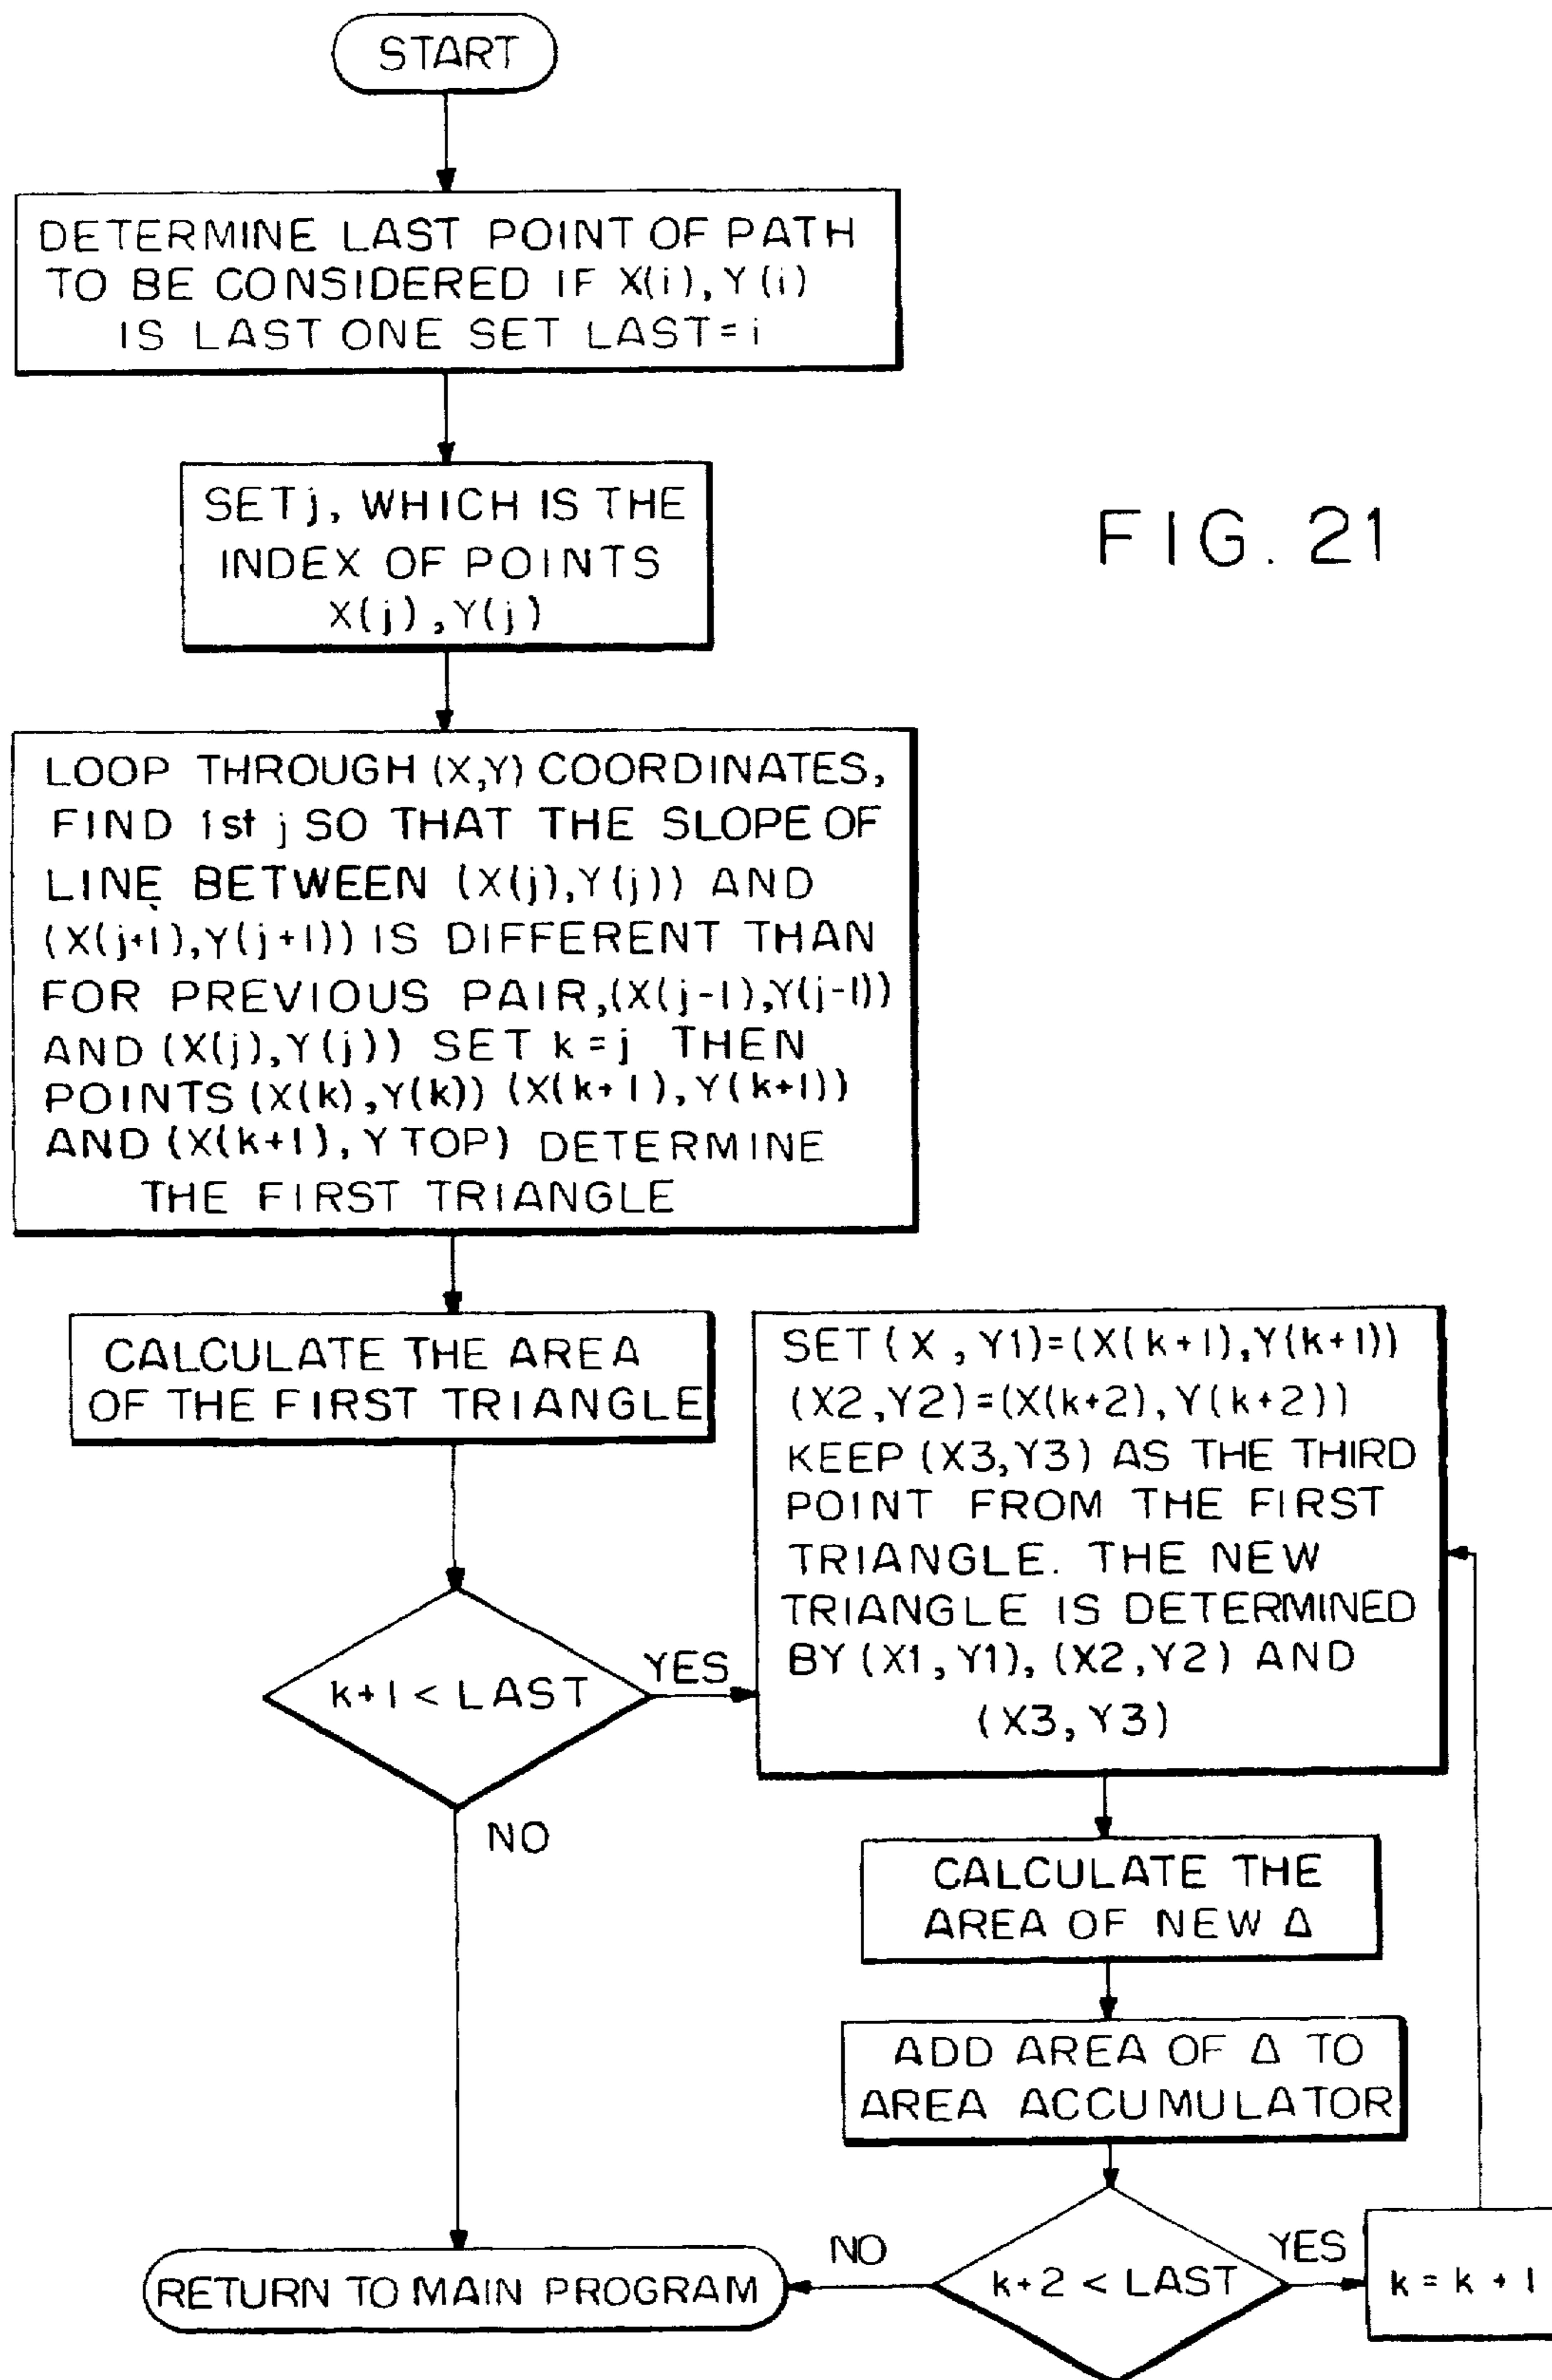 START
DETERMINE LAST POINT OF PATH
TO BE CONSIDERED IF X(i), Y(i)
IS LAST ONE SET LAST = i
SET j, WHICH IS THE
INDEX OF POINTS
X(j), Y(j)
FIG. 21
LOOP THROUGH (X,Y) COORDINATES,
FIND 1st j SO THAT THE SLOPE OF
LINE BETWEEN (X(j),Y(j)) AND
(X(j+1),Y(j+1)) IS DIFFERENT THAN
FOR PREVIOUS PAIR,(X(j-1),Y(j-1))
AND (X(j),Y(j)) SET k = j THEN
POINTS (X(k),Y(k)) (X(k+1),Y(k+1))
AND (X(k+1), Y TOP) DETERMINE
THE FIRST TRIANGLE
CALCULATE THE AREA
OF THE FIRST TRIANGLE
k+1 < LAST
YES
NO
SET (X , Y1)=(X(k+1),Y(k+1))
(X2,Y2)=(X(k+2),Y(k+2))
KEEP (X3,Y3) AS THE THIRD
POINT FROM THE FIRST
TRIANGLE. THE NEW
TRIANGLE IS DETERMINED
BY (X1,Y1), (X2,Y2) AND
(X3,Y3)
CALCULATE THE
AREA OF NEW Δ
ADD AREA OF Δ TO
AREA ACCUMULATOR
k+2 < LAST
NO
YES
k = k + 1
RETURN TO MAIN PROGRAM